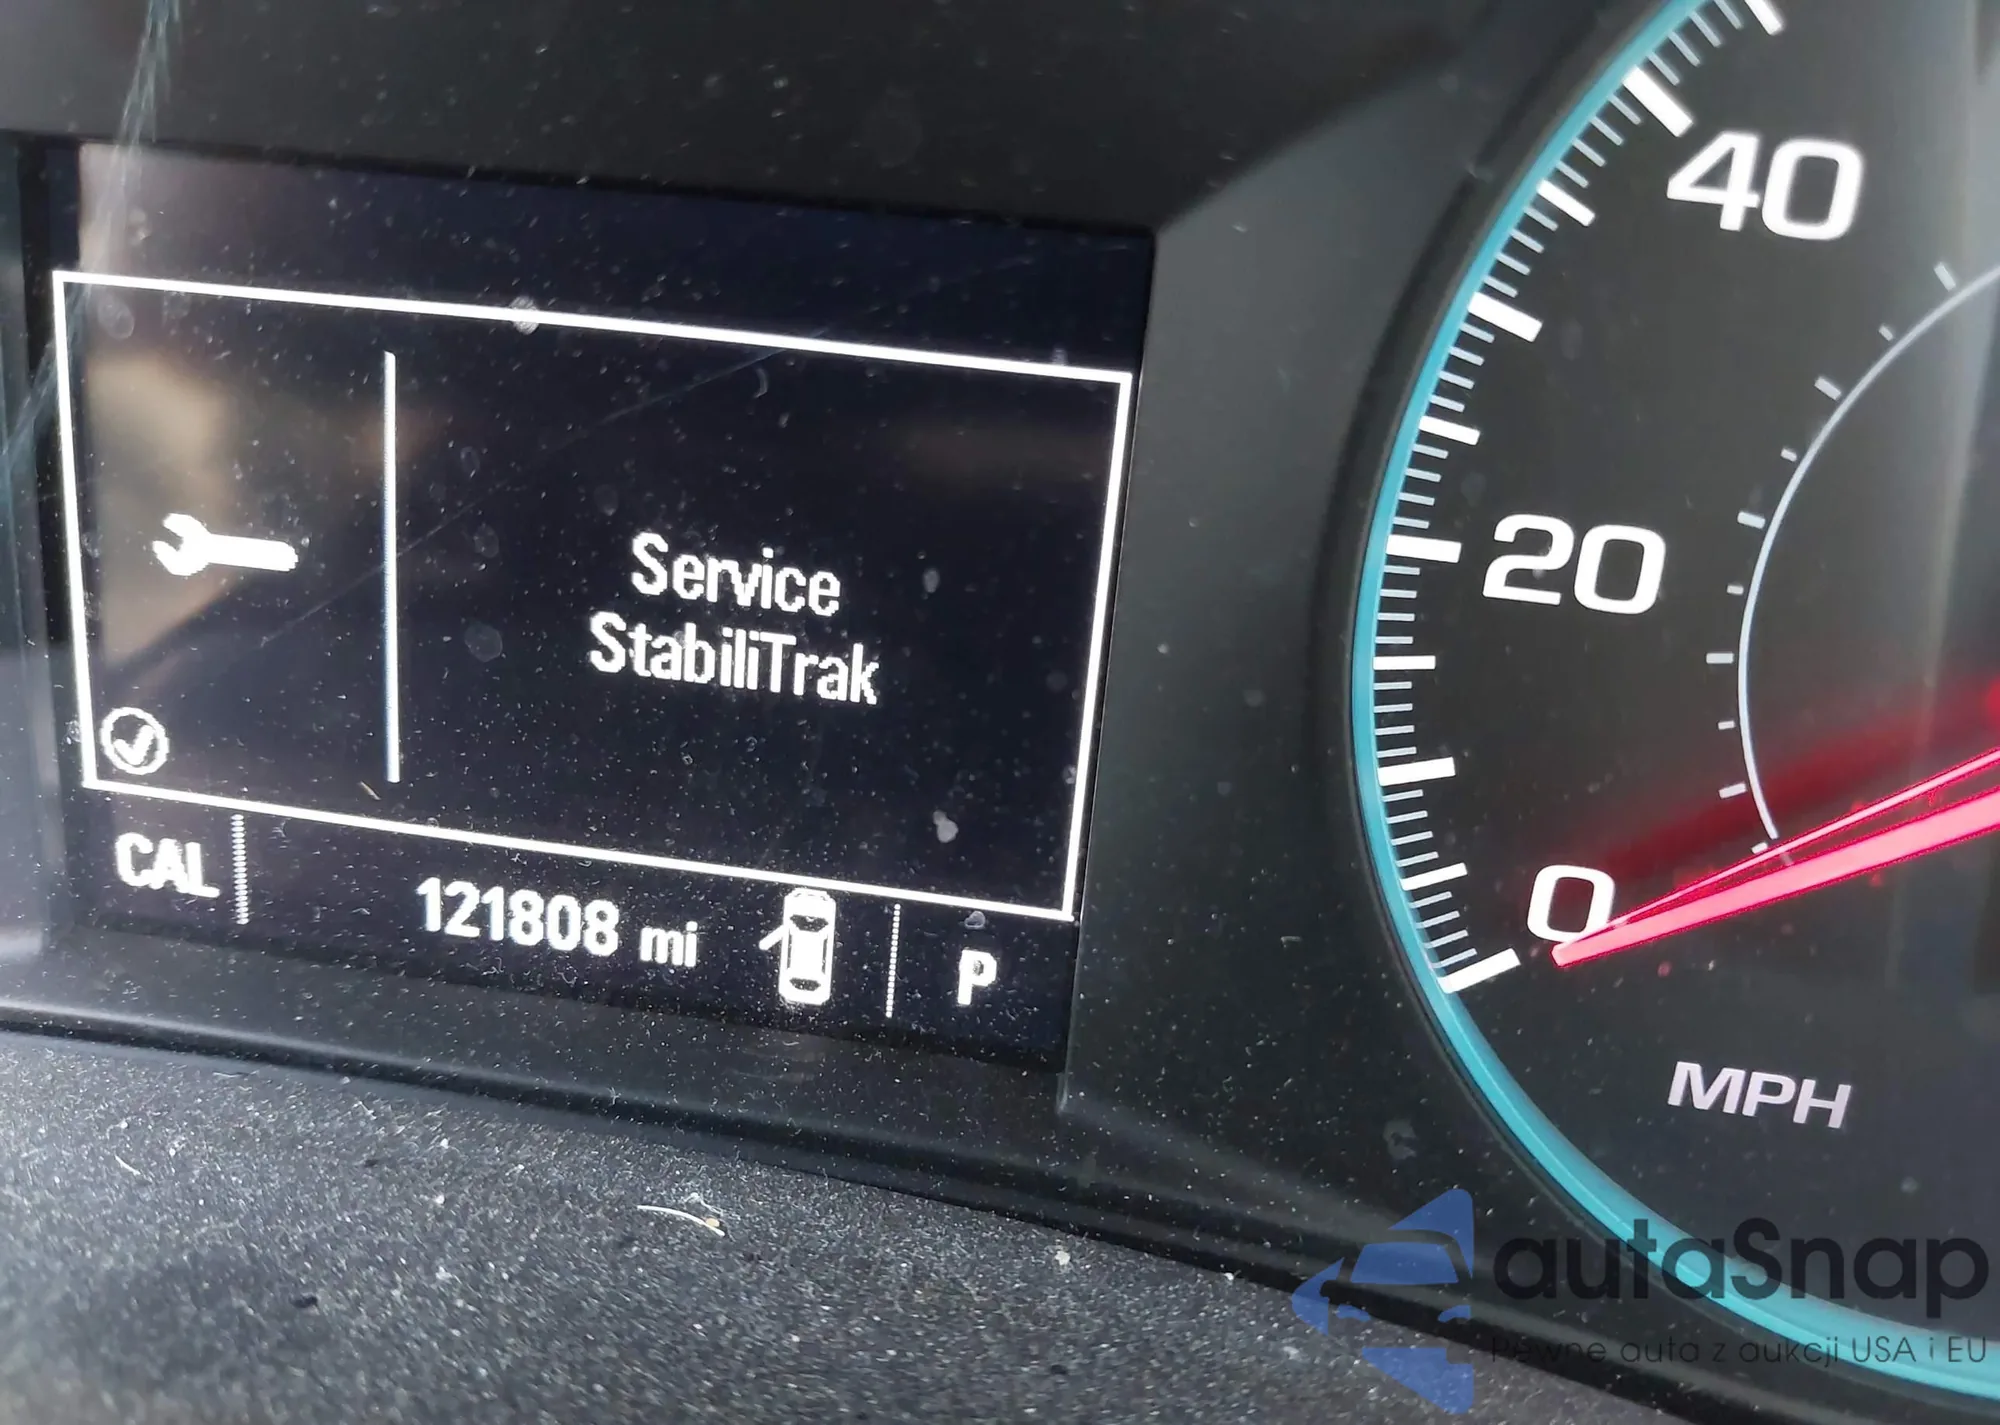 40
20
0
MPH
Service
StabiliTrak
CAL
121808 mi
P
autaSnap
Pewne auta z aukcji USA i EU